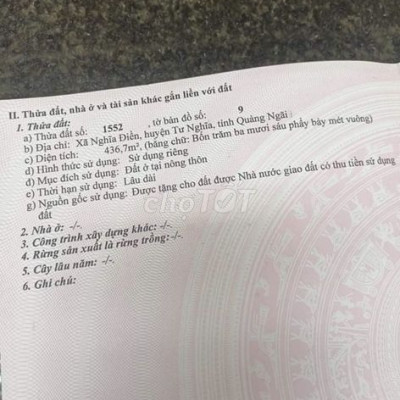 II. Thửa đất, nhà ở và tài sản khác gắn liền với đất
1. Thửa đất:
a) Thửa đất số: 1552 , tờ bản đồ số: 9
b) Địa chỉ: Xã Nghĩa Điền, huyện Tư Nghĩa, tỉnh Quảng Ngãi
c) Diện tích: 436,7m², (bằng chữ: Bốn trăm ba mươi sáu phẩy bảy mét vuông)
d) Hình thức sử dụng: Sử dụng riêng
đ) Mục đích sử dụng: Đất ở tại nông thôn
e) Thời hạn sử dụng: Lâu dài
g) Nguồn gốc sử dụng: Được tặng cho đất được Nhà nước giao đất có thu tiền sử dụng
đất
2. Nhà ở: -/-.
3. Công trình xây dựng khác: -/-.
4. Rừng sản xuất là rừng trồng: -/-.
5. Cây lâu năm: -/-.
6. Ghi chú:
chợTỐT